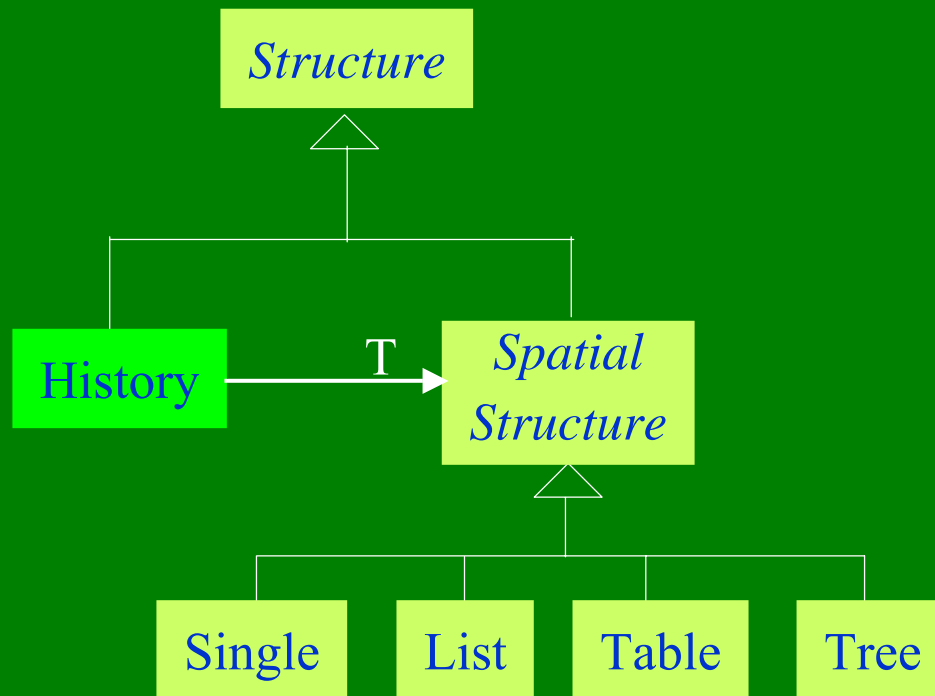 Structure
T
History
Spatial
Structure
Single
List
Table
Tree